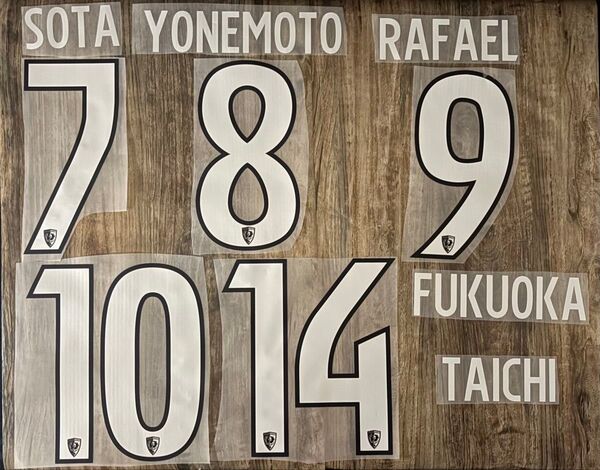 SOTA YONEMOTO RAFAEL
7 8 9
10 14
FUKUOKA
TAICHI